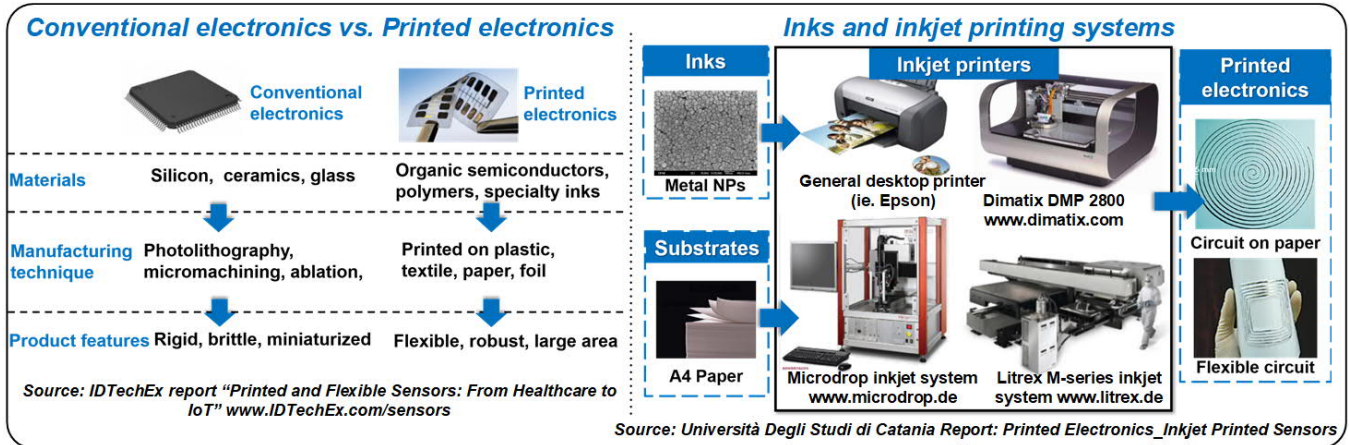 Conventional electronics vs. Printed electronics
Conventional
electronics
Printed
electronics
Materials
Silicon, ceramics, glass
Organic semiconductors,
polymers, specialty inks
Manufacturing
technique
Photolithography,
micromachining, ablation,
Printed on plastic,
textile, paper, foil
Product features
Rigid, brittle, miniaturized
Flexible, robust, large area
Source: IDTechEx report “Printed and Flexible Sensors: From Healthcare to
IoT” www.IDTechEx.com/sensors
Inks and inkjet printing systems
Inks
Metal NPs
Substrates
A4 Paper
Inkjet printers
General desktop printer
(ie. Epson)
Dimatix DMP 2800
www.dimatix.com
Microdrop inkjet system
www.microdrop.de
Litrex M-series inkjet
system www.litrex.de
Printed
electronics
Circuit on paper
Flexible circuit
Source: Università Degli Studi di Catania Report: Printed Electronics_Inkjet Printed Sensors